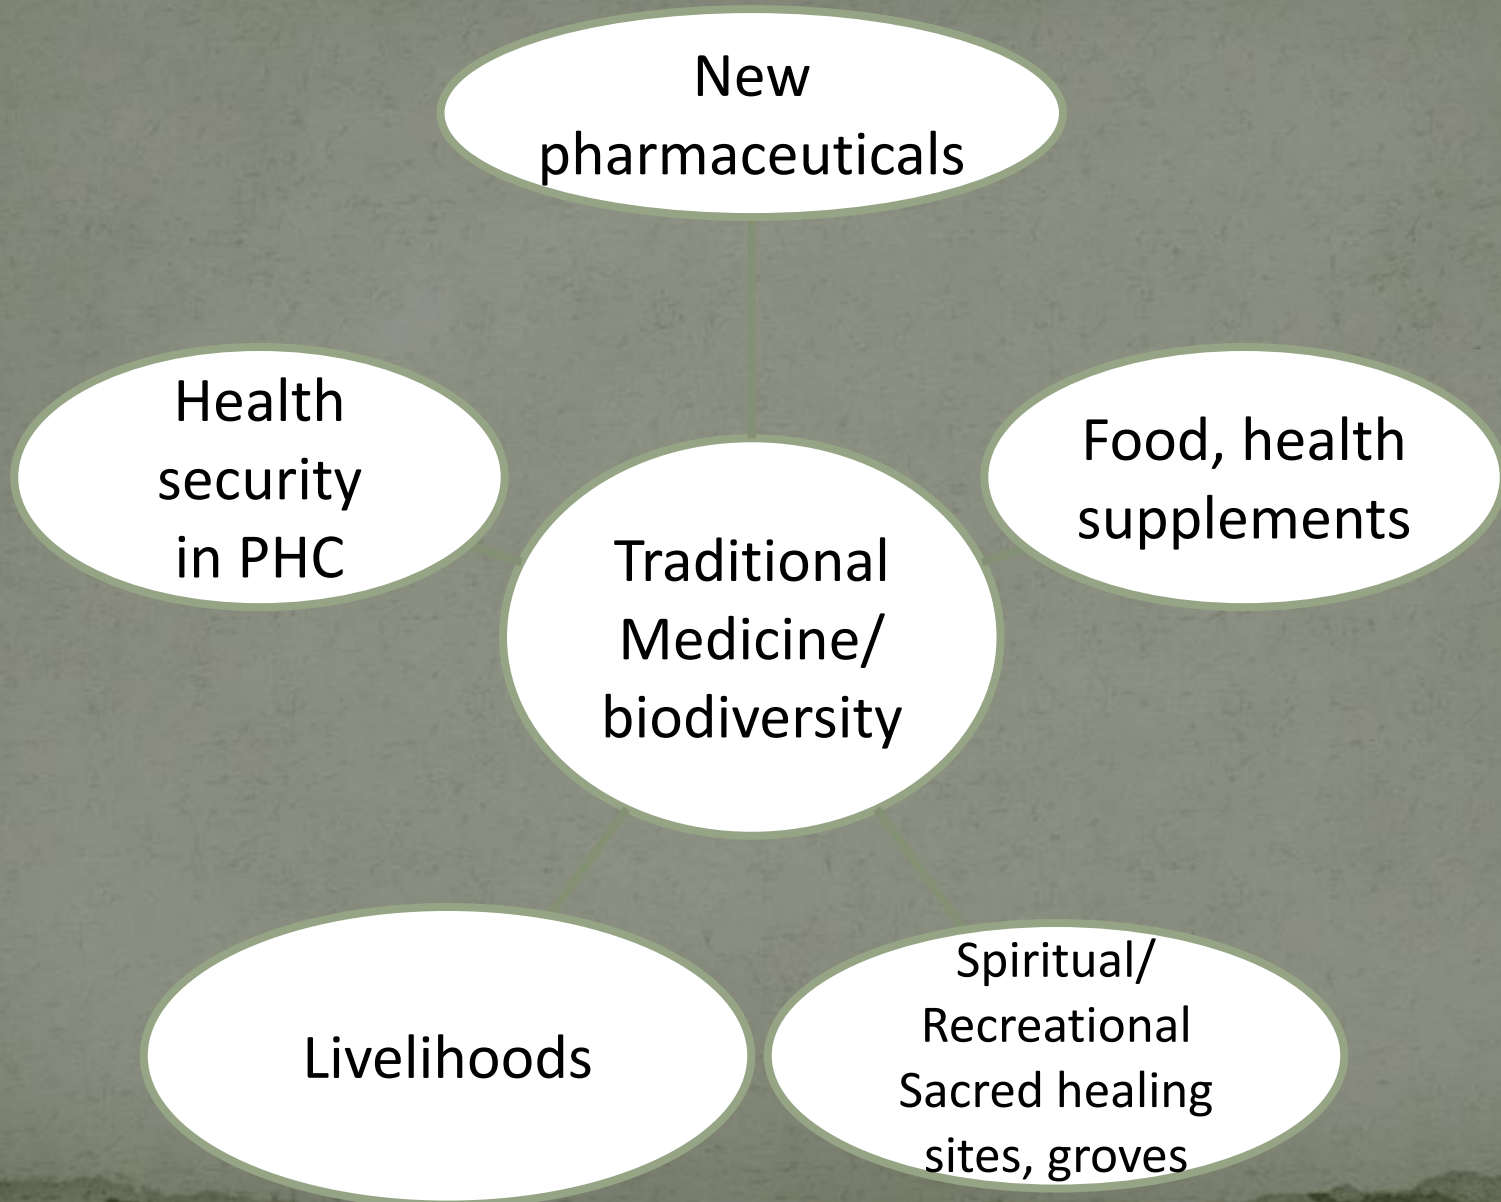 New
pharmaceuticals
Health
security
in PHC
Food, health
supplements
Traditional
Medicine/
biodiversity
Livelihoods
Spiritual/
Recreational
Sacred healing
sites, groves